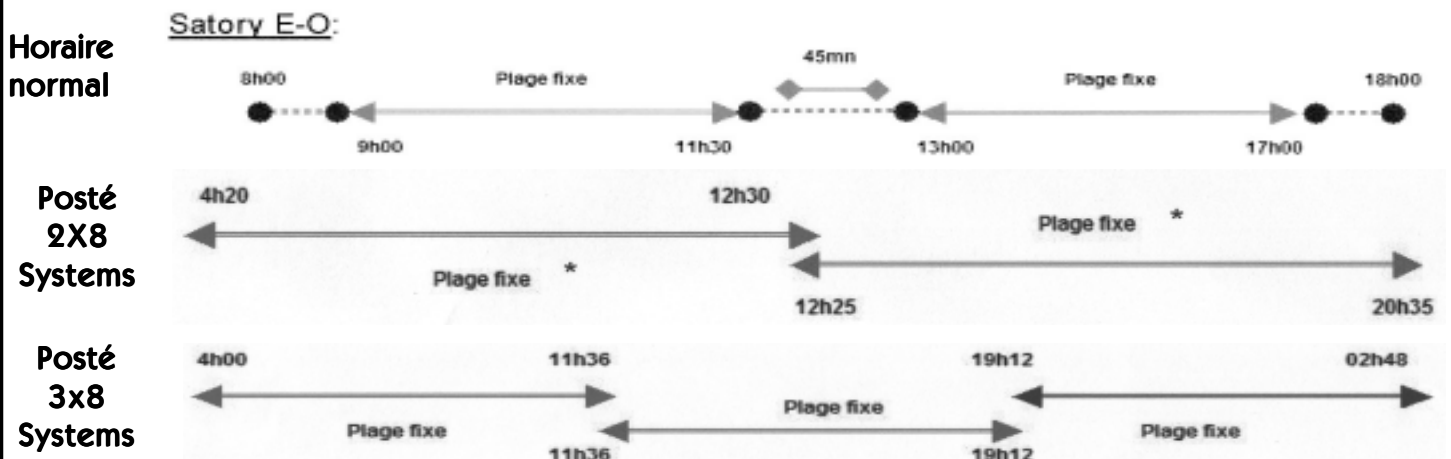 Satory E-O:
Horaire
normal
45mn
8h00 Plage fixe Plage fixe 18h00
9h00 11h30 13h00 17h00
Posté
2X8
Systems
4h20 12h30
Plage fixe *
Plage fixe *
12h25 20h35
Posté
3x8
Systems
4h00 11h36 19h12 02h48
Plage fixe
Plage fixe Plage fixe
11h36 19h12